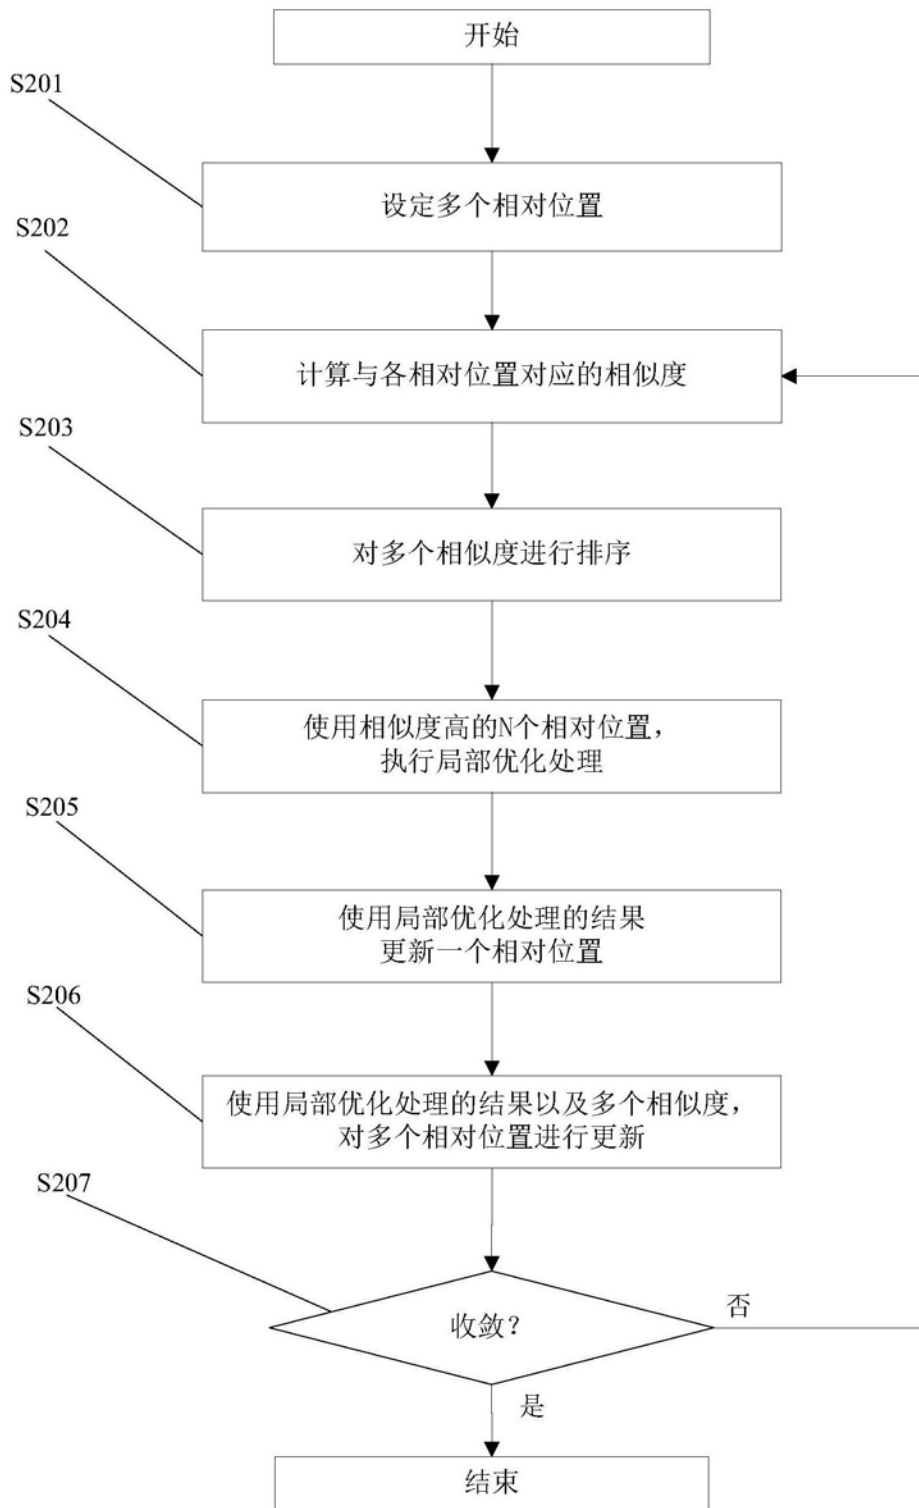 开始
S201
设定多个相对位置
S202
计算与各相对位置对应的相似度
S203
对多个相似度进行排序
S204
使用相似度高的N个相对位置，
执行局部优化处理
S205
使用局部优化处理的结果
更新一个相对位置
S206
使用局部优化处理的结果以及多个相似度，
对多个相对位置进行更新
S207
收敛？
否
是
结束